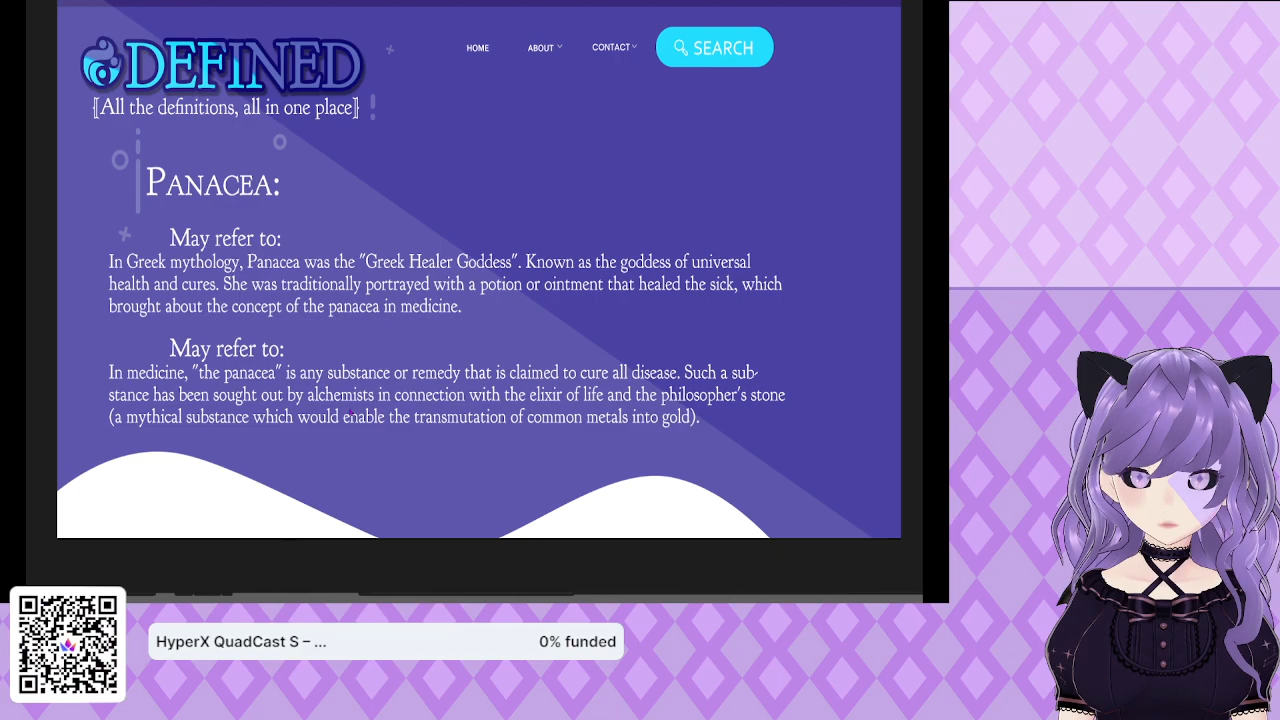 DEFINED
[All the definitions, all in one place]
HOME
ABOUT
CONTACT
SEARCH
PANACEA:
May refer to:
In Greek mythology, Panacea was the "Greek Healer Goddess". Known as the goddess of universal
health and cures. She was traditionally portrayed with a potion or ointment that healed the sick, which
brought about the concept of the panacea in medicine.
May refer to:
In medicine, "the panacea" is any substance or remedy that is claimed to cure all disease. Such a sub-
stance has been sought out by alchemists in connection with the elixir of life and the philosopher's stone
(a mythical substance which would enable the transmutation of common metals into gold).
HyperX QuadCast S – ...
0% funded